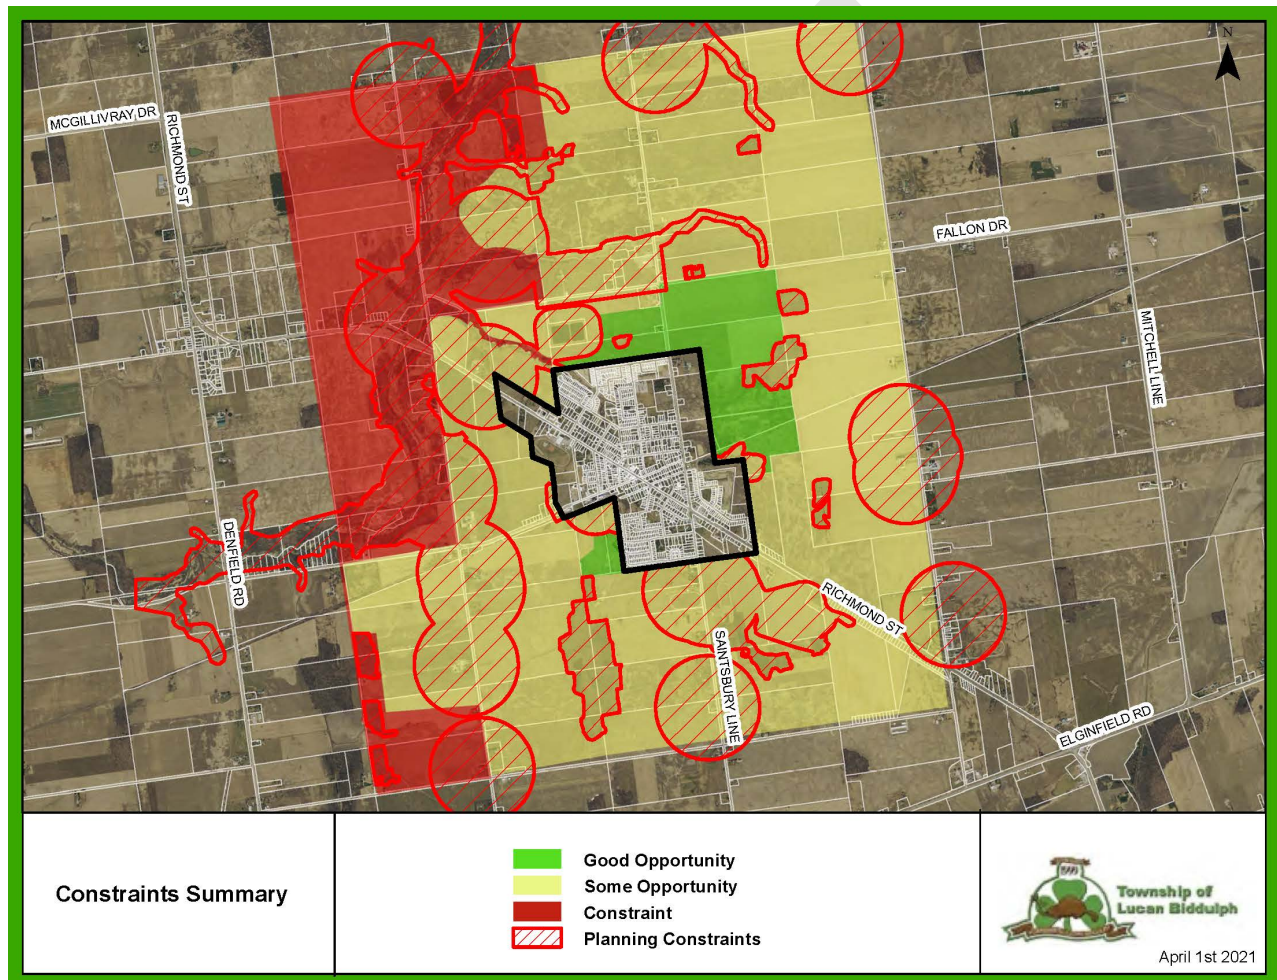 N
MCGILLIVRAY DR
RICHMOND ST
FALLON DR
MITCHELL LINE
DENFIELD RD
RICHMOND ST
SAINTSBURY LINE
ELGINFIELD RD
Constraints Summary
Good Opportunity
Some Opportunity
Constraint
Planning Constraints
Township of
Lucan Biddulph
April 1st 2021